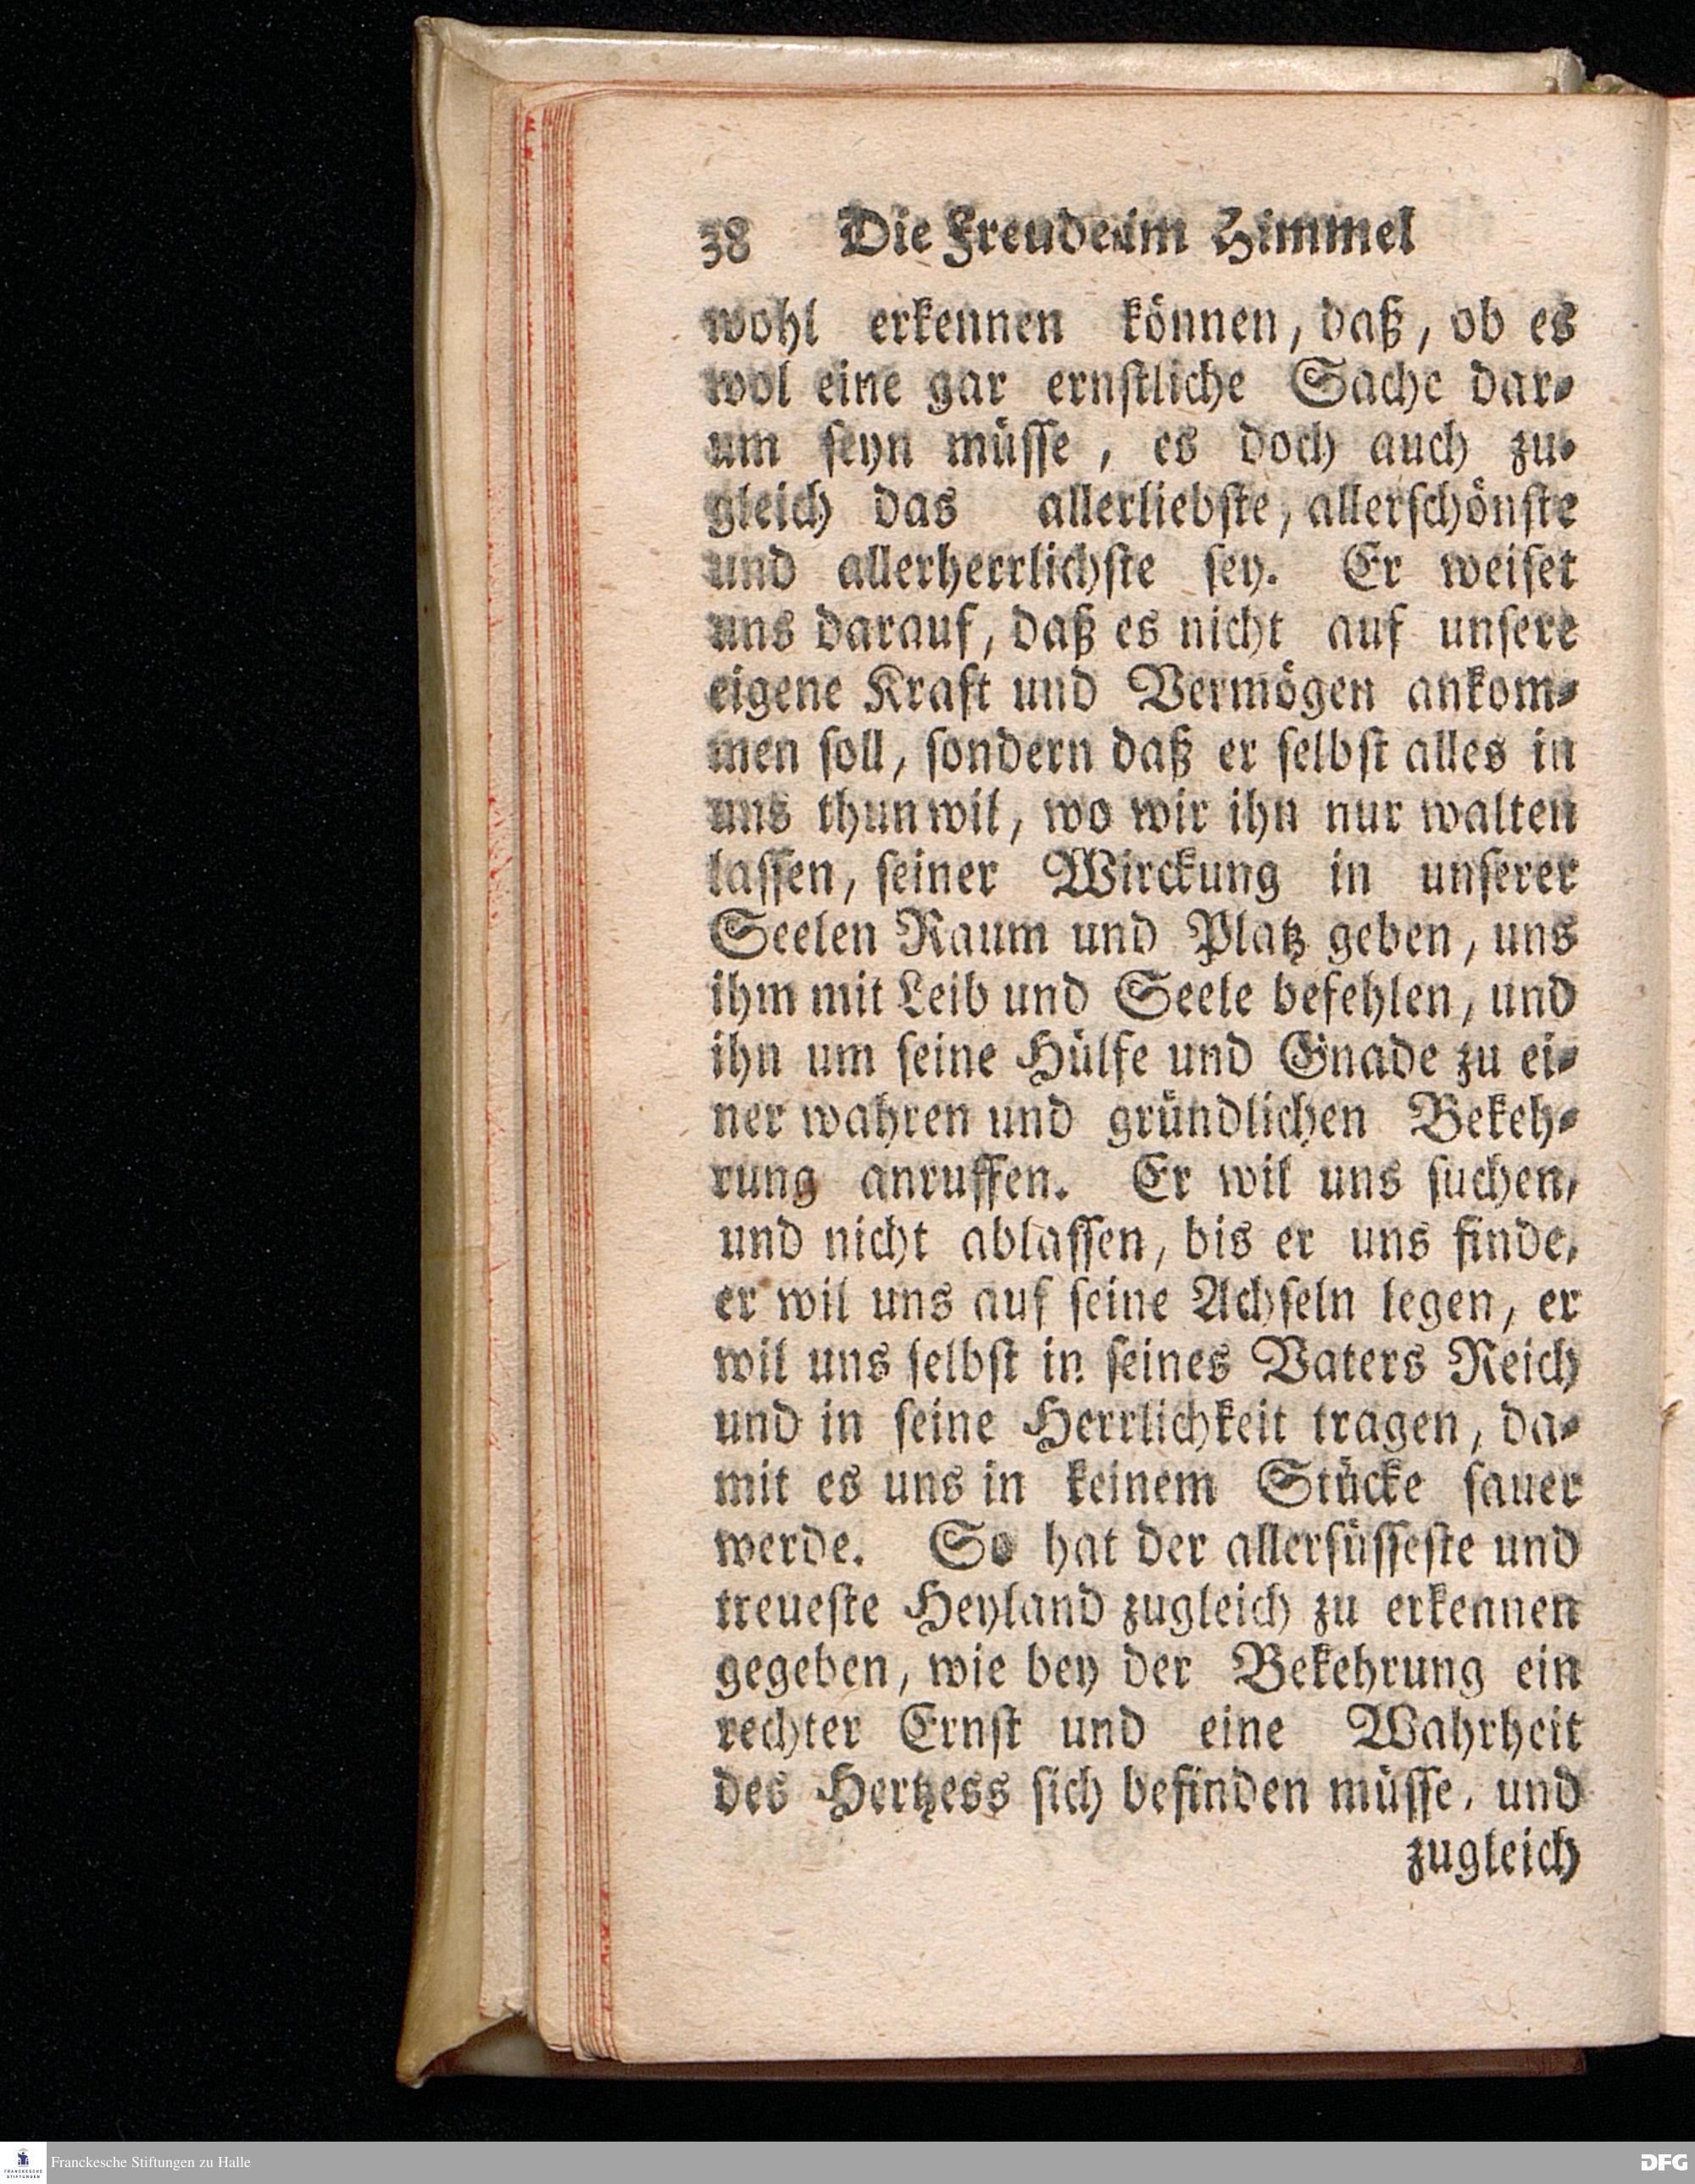 38 Die Freude im Himmel
wohl erkennen können, daß, ob es
wol eine gar ernstliche Sache dar-
um seyn müsse, es doch auch zu-
gleich das allerliebste, allerschönste
und allerherrlichste sey. Er weiset
uns darauf, daß es nicht auf unsere
eigene Kraft und Vermögen ankom-
men soll, sondern daß er selbst alles in
uns thun wil, wo wir ihn nur walten
lassen, seiner Wirckung in unserer
Seelen Raum und Platz geben, uns
ihm mit Leib und Seele befehlen, und
ihn um seine Hülfe und Gnade zu ei-
ner wahren und gründlichen Bekeh-
rung anruffen. Er wil uns suchen,
und nicht ablassen, bis er uns finde,
er wil uns auf seine Achseln legen, er
wil uns selbst in seines Vaters Reich
und in seine Herrlichkeit tragen, da-
mit es uns in keinem Stücke sauer
werde. So hat der allersüsseste und
treueste Heyland zugleich zu erkennen
gegeben, wie bey der Bekehrung ein
rechter Ernst und eine Wahrheit
des Hertzess sich befinden müsse, und
zugleich
FRANCKESCHE
STIFTUNGEN
Franckesche Stiftungen zu Halle
DFG